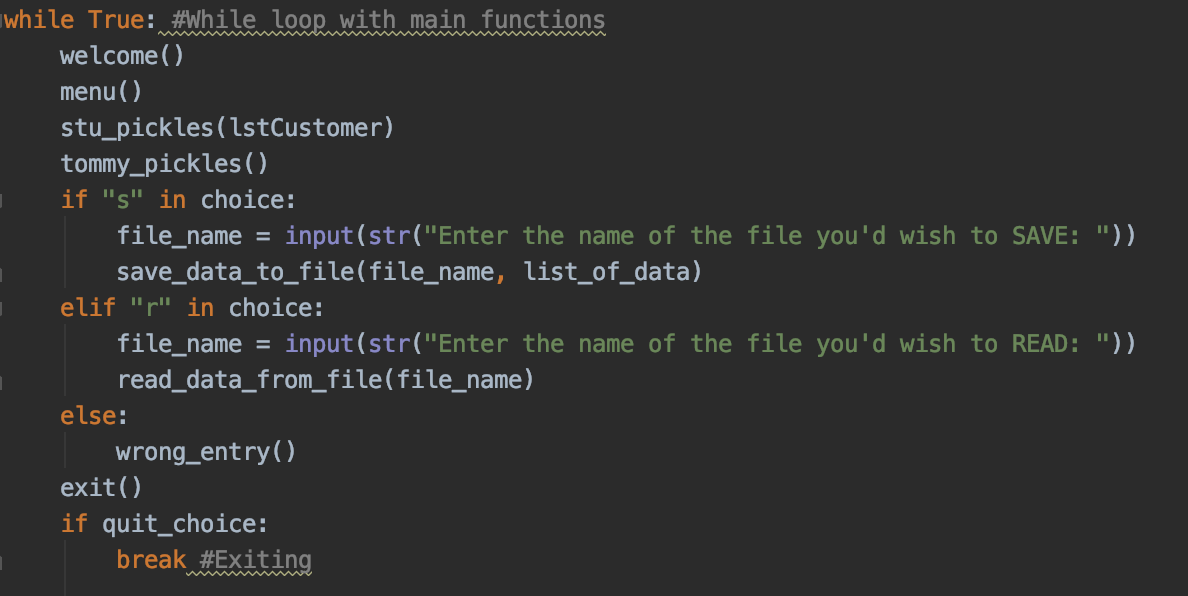 while True: #While loop with main functions
    welcome()
    menu()
    stu_pickles(lstCustomer)
    tommy_pickles()
    if "s" in choice:
        file_name = input(str("Enter the name of the file you'd wish to SAVE: "))
        save_data_to_file(file_name, list_of_data)
    elif "r" in choice:
        file_name = input(str("Enter the name of the file you'd wish to READ: "))
        read_data_from_file(file_name)
    else:
        wrong_entry()
    exit()
    if quit_choice:
        break #Exiting